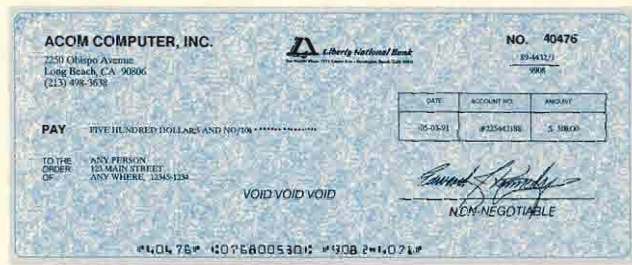 ACOM COMPUTER, INC.
2250 Obispo Avenue
Long Beach, CA 90806
(213) 498-3638
Liberty National Bank
NO. 40476
9908
DATE ACCOUNT NO. AMOUNT
05-03-91 #225443188 $ 500.00
PAY FIVE HUNDRED DOLLARS AND NO/100
TO THE ORDER OF
ANY PERSON
123 MAIN STREET
ANY WHERE, 12345-1234
VOID VOID VOID
NON-NEGOTIABLE